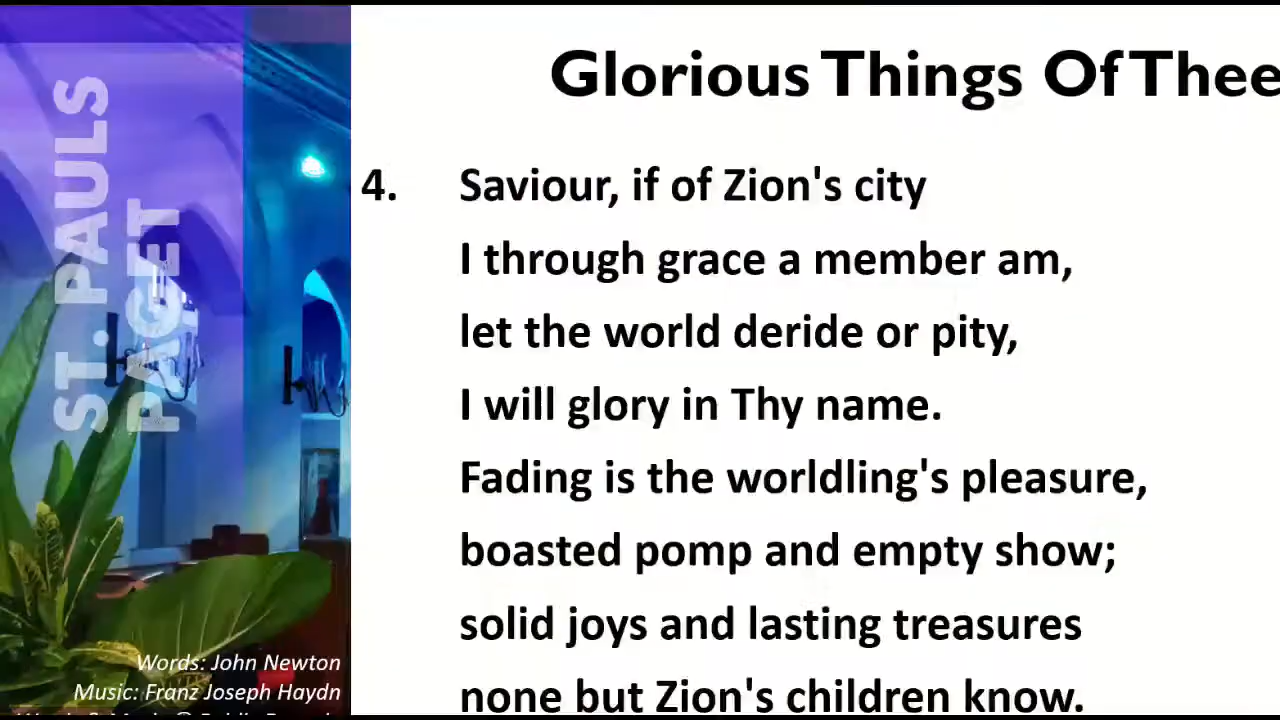 ST. PAULS
PAGET
Glorious Things Of Thee
4. Saviour, if of Zion's city
I through grace a member am,
let the world deride or pity,
I will glory in Thy name.
Fading is the worldling's pleasure,
boasted pomp and empty show;
solid joys and lasting treasures
none but Zion's children know.
Words: John Newton
Music: Franz Joseph Haydn